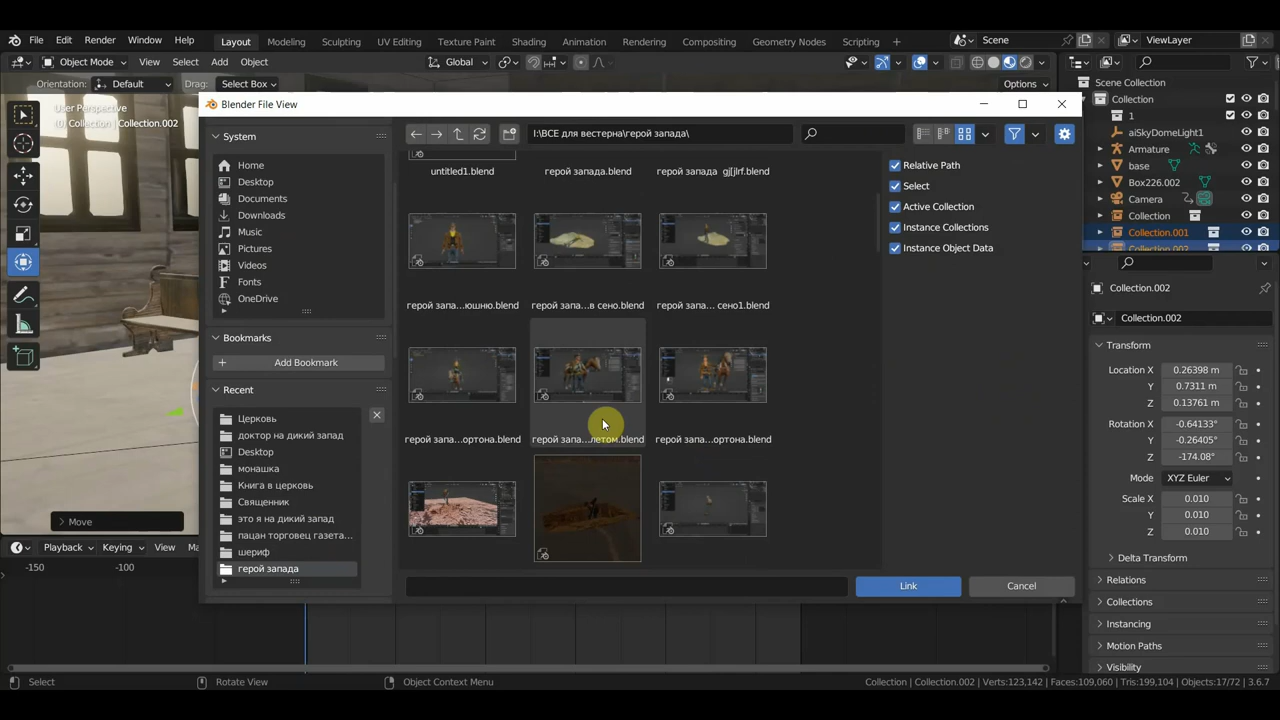 File Edit Render Window Help Layout Modeling Sculpting UV Editing Texture Paint Shading Animation Rendering Compositing Geometry Nodes Scripting Scene ViewLayer
Object Mode View Select Add Object Global
Orientation: Default Drag: Select Box Options
User Perspective
(0) Collection | Collection.002
Move
Blender File View
System
Home
Desktop
Documents
Downloads
Music
Pictures
Videos
Fonts
OneDrive
Bookmarks
Add Bookmark
Recent
Церковь
доктор на дикий запад
Desktop
монашка
Книга в церковь
Священник
это я на дикий запад
пацан торговец газета...
шериф
герой запада
I:\ВСЕ для вестерна\герой запада\
untitled1.blend герой запада.blend герой запада gj[jlrf.blend
герой запа...юшню.blend герой запа...в сено.blend герой запа... сено1.blend
герой запа...ортона.blend герой запа...летом.blend герой запа...ортона.blend
Relative Path
Select
Active Collection
Instance Collections
Instance Object Data
Link Cancel
Scene Collection
Collection
1
aiSkyDomeLight1
Armature
base
Box226.002
Camera
Collection
Collection.001
Collection.002
Collection.002
Collection.002
Transform
Location X 0.26398 m
Y 0.7311 m
Z 0.13761 m
Rotation X -0.64133°
Y -0.26405°
Z -174.08°
Mode XYZ Euler
Scale X 0.010
Y 0.010
Z 0.010
Delta Transform
Relations
Collections
Instancing
Motion Paths
Visibility
Playback Keying View
-150 -100
Select Rotate View Object Context Menu Collection | Collection.002 | Verts:123,142 | Faces:109,060 | Tris:199,104 | Objects:17/72 | 3.6.7